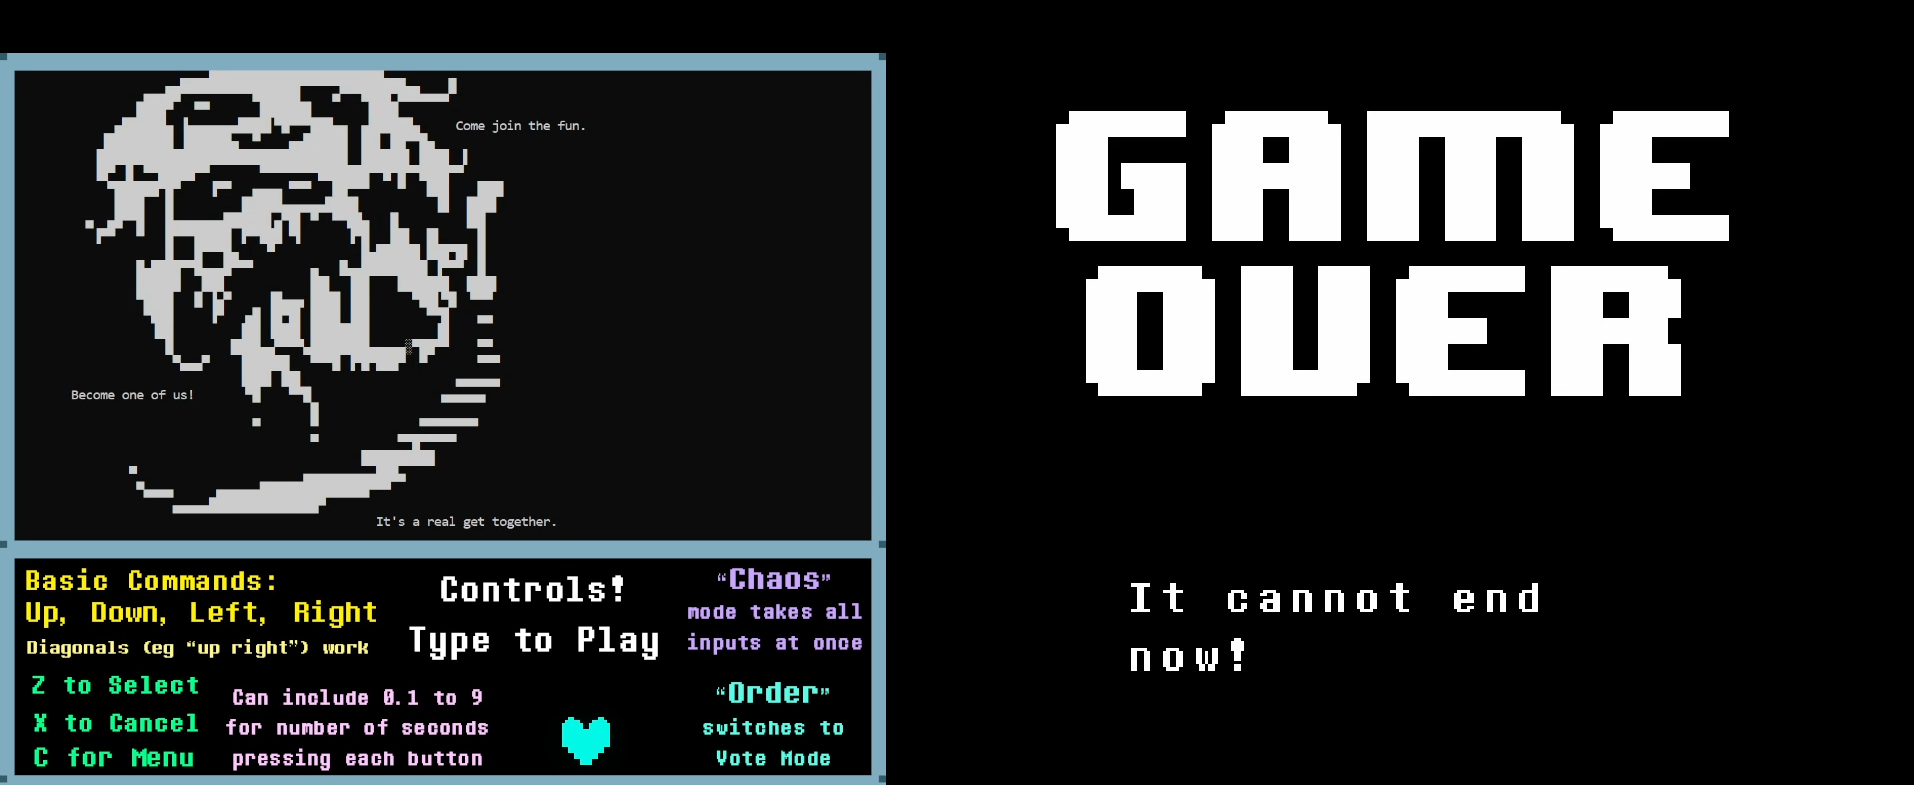 Come join the fun.
Become one of us!
It's a real get together.
Basic Commands:
Up, Down, Left, Right
Diagonals (eg “up right”) work
Z to Select
X to Cancel
C for Menu
Can include 0.1 to 9
for number of seconds
pressing each button
Controls!
Type to Play
“Chaos”
mode takes all
inputs at once
“Order”
switches to
Vote Mode
GAME
OVER
It cannot end
now!